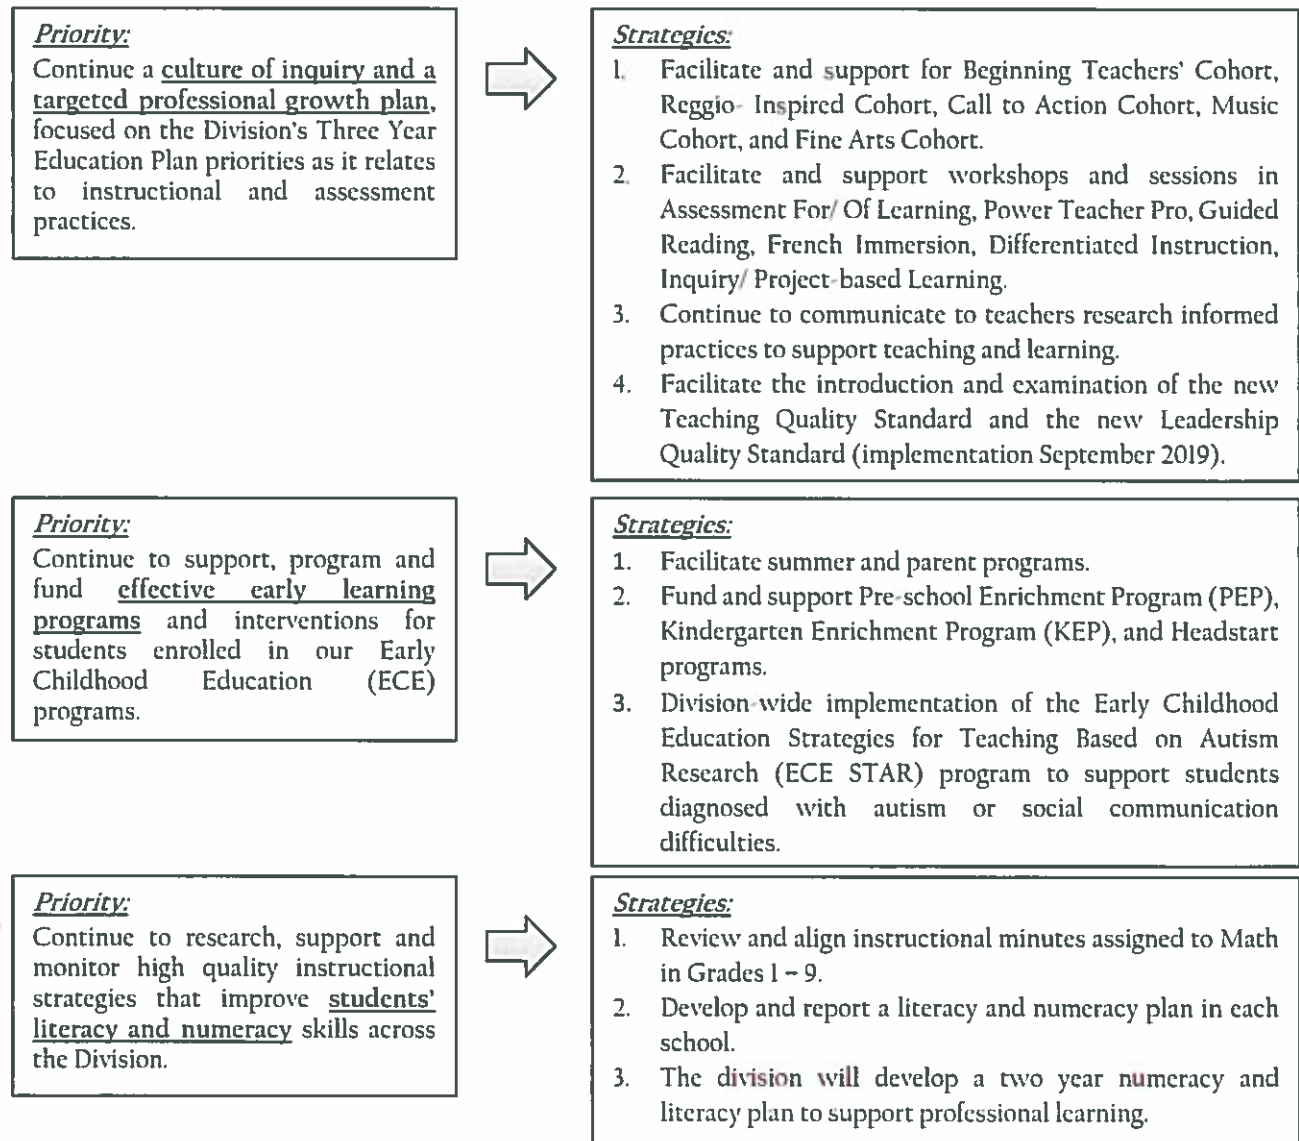 Priority:
Continue a culture of inquiry and a
targeted professional growth plan,
focused on the Division's Three Year
Education Plan priorities as it relates
to instructional and assessment
practices.
Strategies:
1. Facilitate and support for Beginning Teachers' Cohort,
Reggio- Inspired Cohort, Call to Action Cohort, Music
Cohort, and Fine Arts Cohort.
2. Facilitate and support workshops and sessions in
Assessment For/ Of Learning, Power Teacher Pro, Guided
Reading, French Immersion, Differentiated Instruction,
Inquiry/ Project-based Learning.
3. Continue to communicate to teachers research informed
practices to support teaching and learning.
4. Facilitate the introduction and examination of the new
Teaching Quality Standard and the new Leadership
Quality Standard (implementation September 2019).
Priority:
Continue to support, program and
fund effective early learning
programs and interventions for
students enrolled in our Early
Childhood Education (ECE)
programs.
Strategies:
1. Facilitate summer and parent programs.
2. Fund and support Pre-school Enrichment Program (PEP),
Kindergarten Enrichment Program (KEP), and Headstart
programs.
3. Division-wide implementation of the Early Childhood
Education Strategies for Teaching Based on Autism
Research (ECE STAR) program to support students
diagnosed with autism or social communication
difficulties.
Priority:
Continue to research, support and
monitor high quality instructional
strategies that improve students'
literacy and numeracy skills across
the Division.
Strategies:
1. Review and align instructional minutes assigned to Math
in Grades 1 – 9.
2. Develop and report a literacy and numeracy plan in each
school.
3. The division will develop a two year numeracy and
literacy plan to support professional learning.